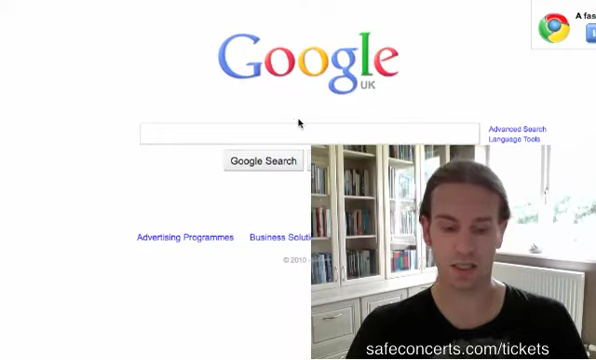 A fas
Google
UK
Advanced Search
Language Tools
Google Search
Advertising Programmes
Business Soluti
© 2010
safeconcerts.com/tickets